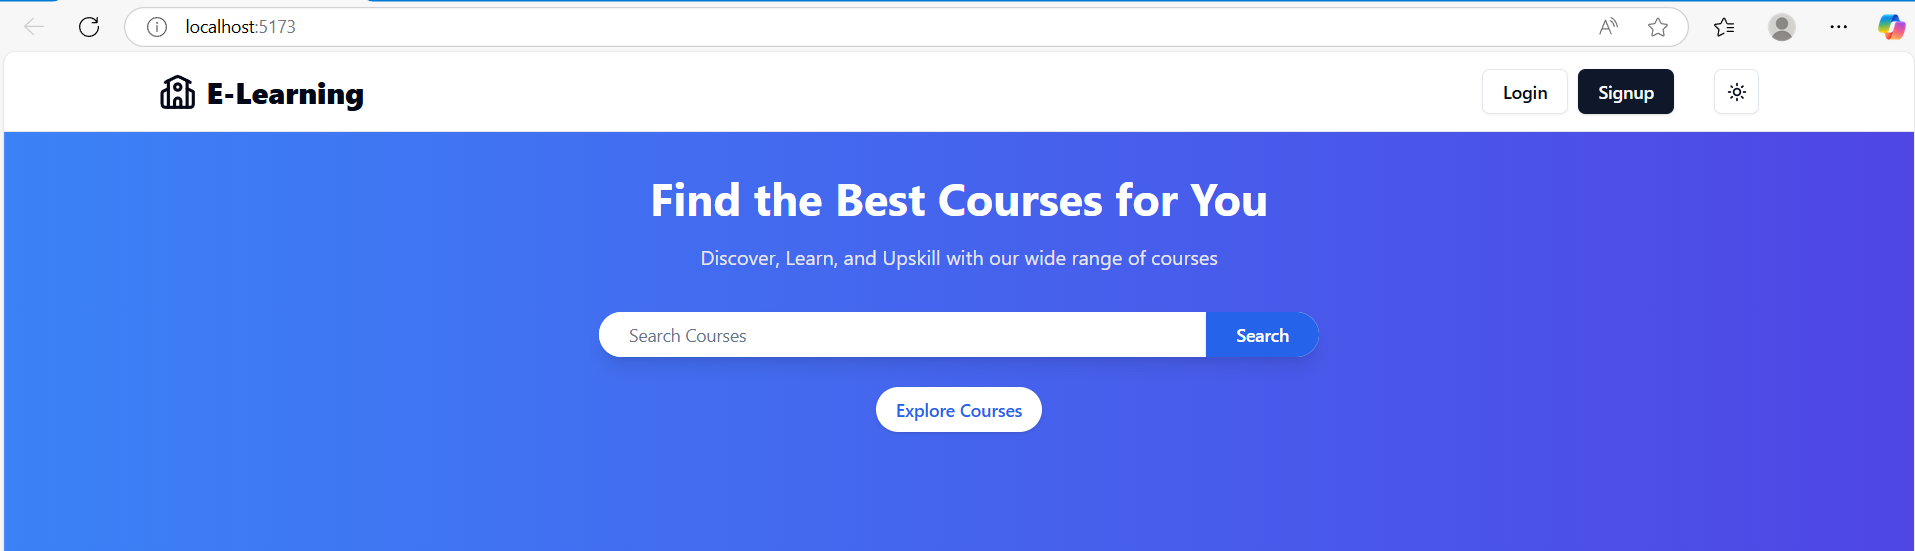 localhost:5173
E-Learning
Login
Signup
Find the Best Courses for You
Discover, Learn, and Upskill with our wide range of courses
Search Courses
Search
Explore Courses